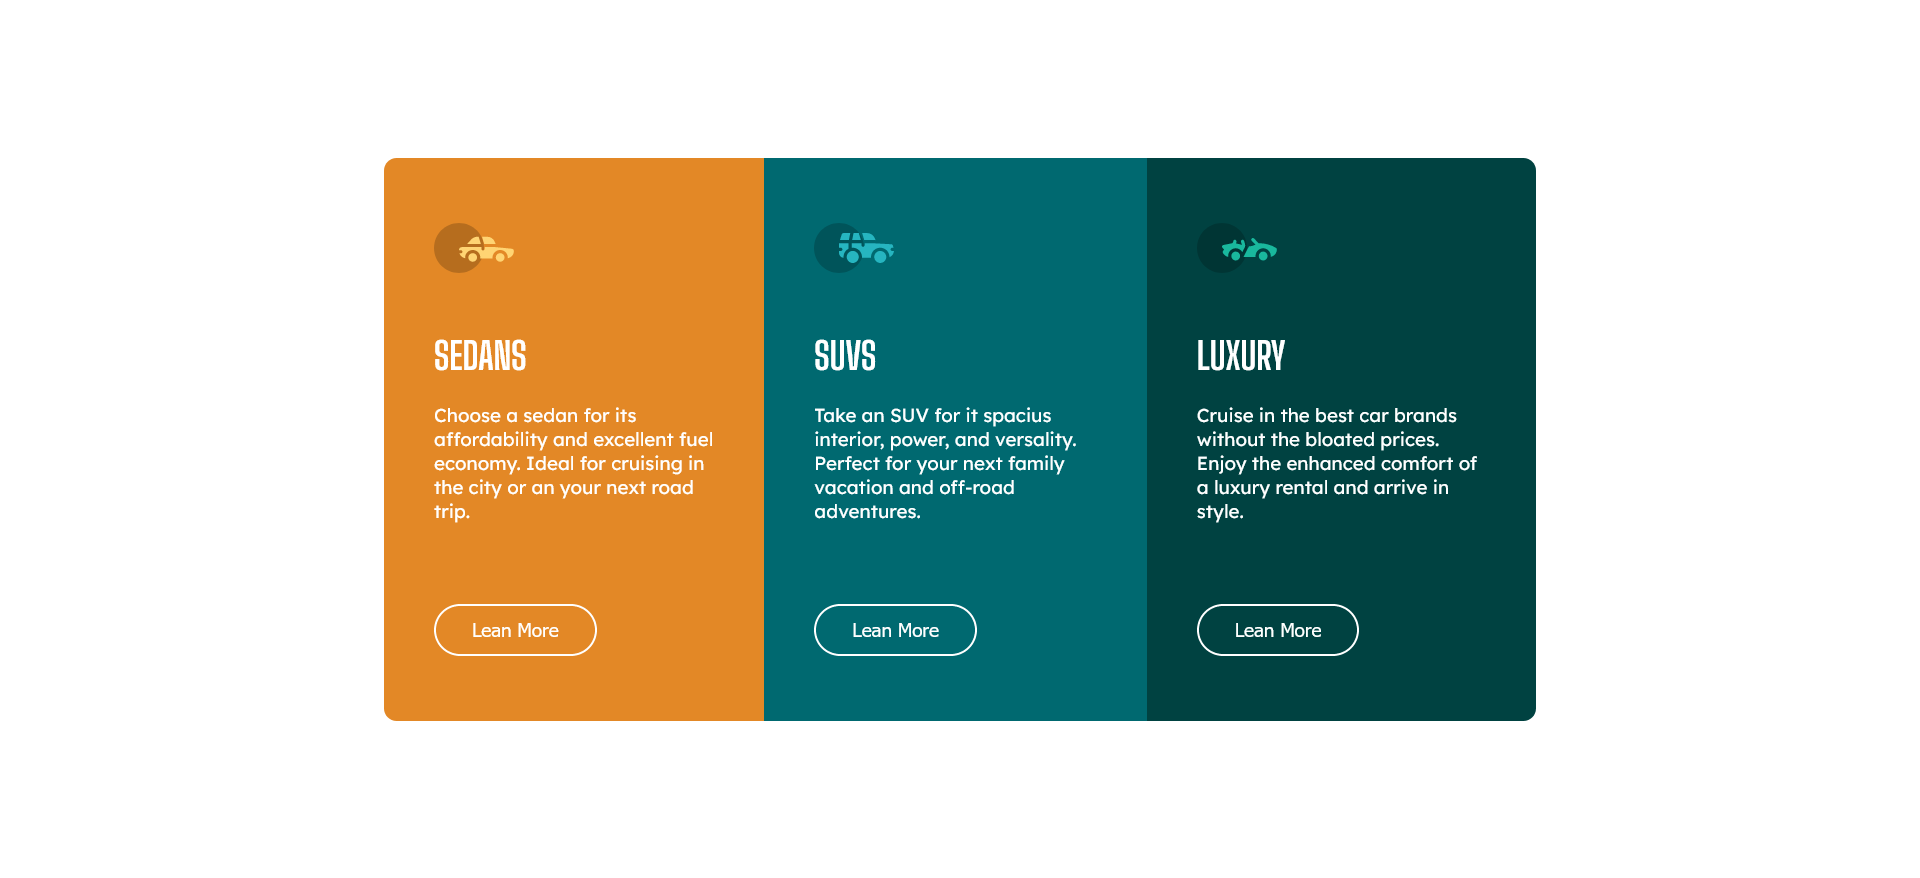 SEDANS
Choose a sedan for its
affordability and excellent fuel
economy. Ideal for cruising in
the city or an your next road
trip.
Lean More
SUVS
Take an SUV for it spacius
interior, power, and versality.
Perfect for your next family
vacation and off-road
adventures.
Lean More
LUXURY
Cruise in the best car brands
without the bloated prices.
Enjoy the enhanced comfort of
a luxury rental and arrive in
style.
Lean More